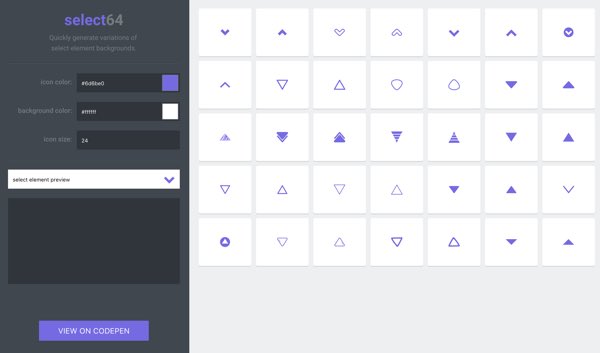 select64
Quickly generate variations of
select element backgrounds.
icon color:
#6d6be0
background color:
#ffffff
icon size:
24
select element preview
VIEW ON CODEPEN